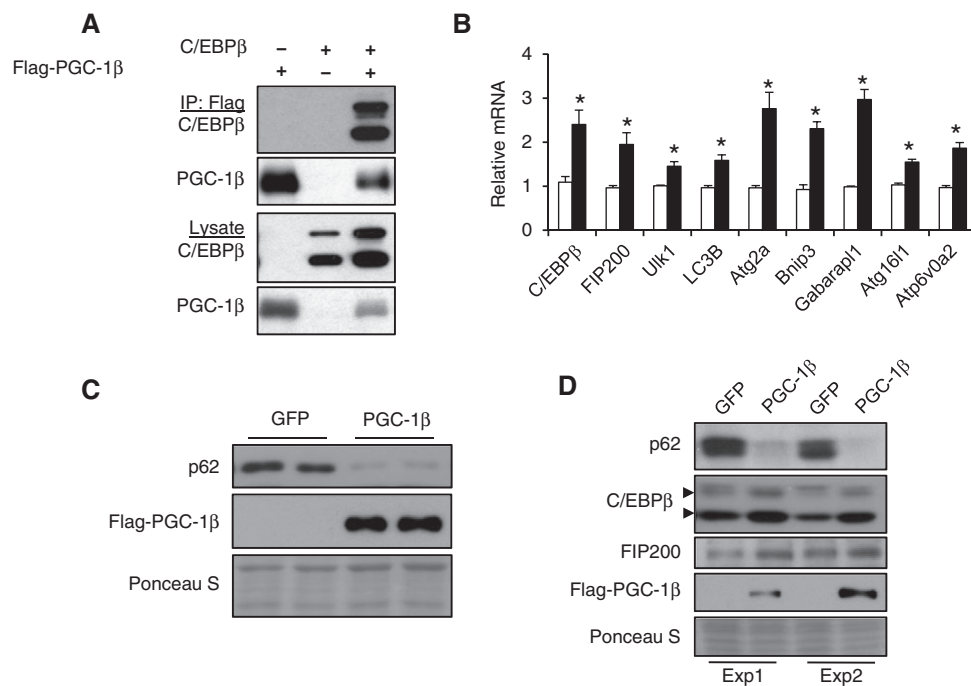 A
C/EBPβ – + +
Flag-PGC-1β + – +
IP: Flag
C/EBPβ
PGC-1β
Lysate
C/EBPβ
PGC-1β
B
Relative mRNA
4
3
2
1
0
C/EBPβ
FIP200
Ulk1
LC3B
Atg2a
Bnip3
Gabarapl1
Atg16l1
Atp6v0a2
* * * * * * * * *
C
GFP PGC-1β
p62
Flag-PGC-1β
Ponceau S
D
GFP PGC-1β GFP PGC-1β
p62
C/EBPβ
FIP200
Flag-PGC-1β
Ponceau S
Exp1 Exp2